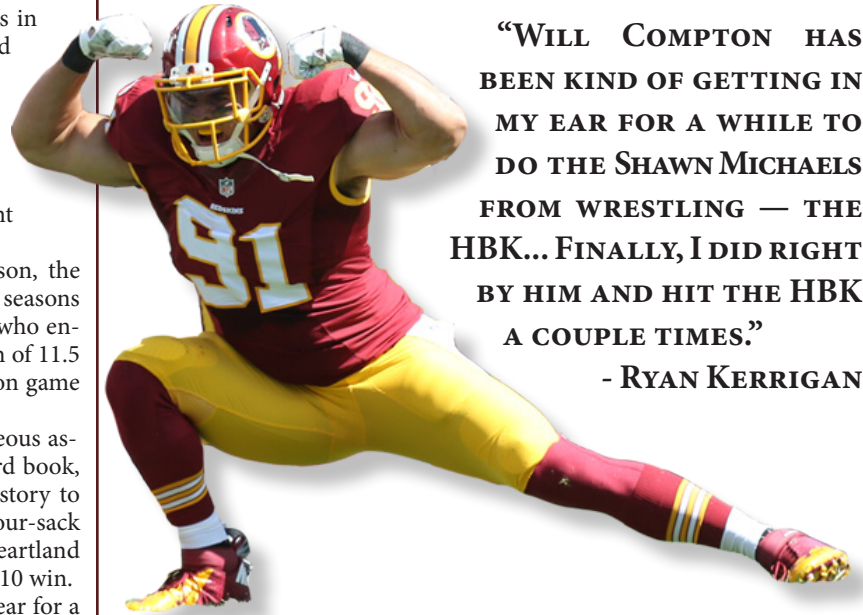 s in
d
nt
son, the
seasons
who en-
n of 11.5
on game
eous as-
rd book,
story to
our-sack
eartland
10 win.
ear for a
“Will Compton has
been kind of getting in
my ear for a while to
do the Shawn Michaels
from wrestling — the
HBK... Finally, I did right
by him and hit the HBK
a couple times.”
- Ryan Kerrigan
REDSKINS
91